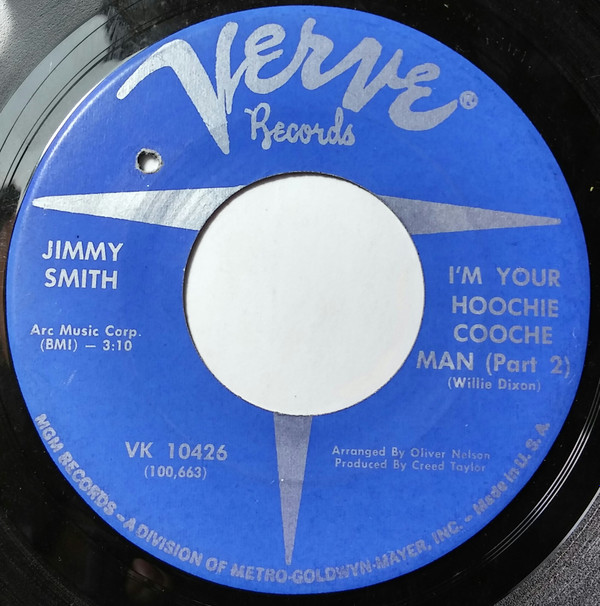 Verve®
Records
JIMMY
SMITH
Arc Music Corp.
(BMI) — 3:10
I'M YOUR
HOOCHIE
COOCHE
MAN (Part 2)
(Willie Dixon)
VK 10426
(100,663)
Arranged By Oliver Nelson
Produced By Creed Taylor
MGM RECORDS – A DIVISION OF METRO-GOLDWYN-MAYER, INC. – Made in U. S. A.